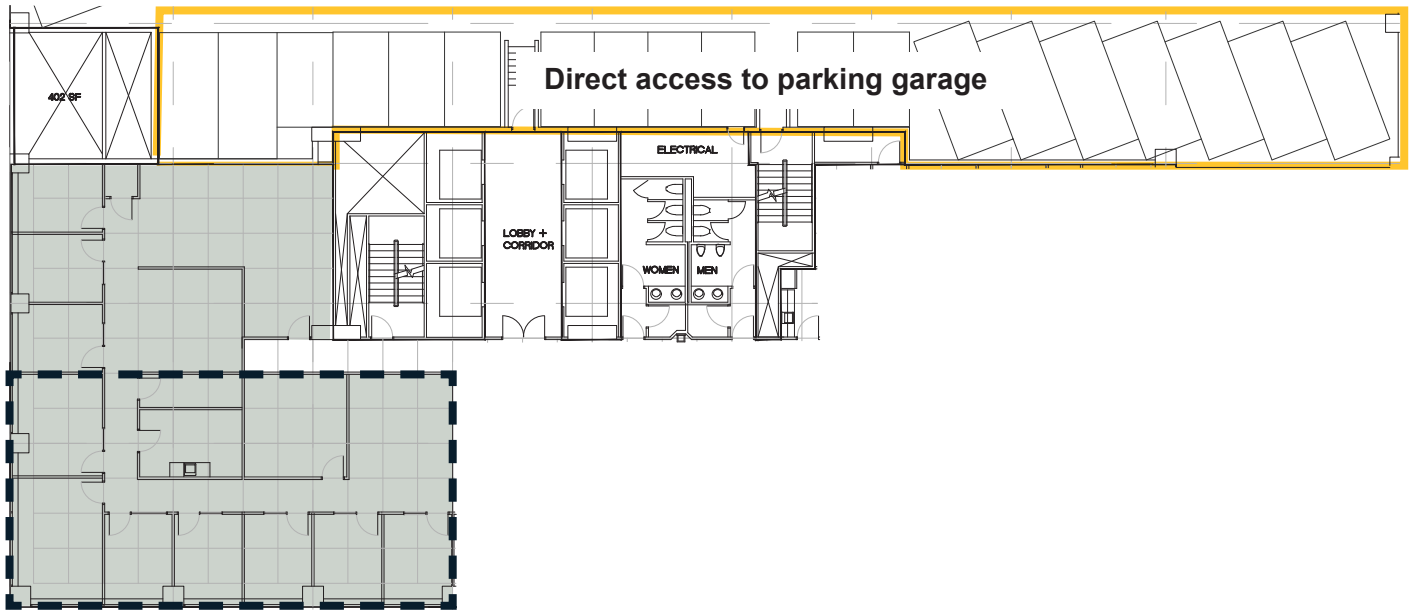 Direct access to parking garage
402 SF
ELECTRICAL
LOBBY +
CORRIDOR
WOMEN
MEN